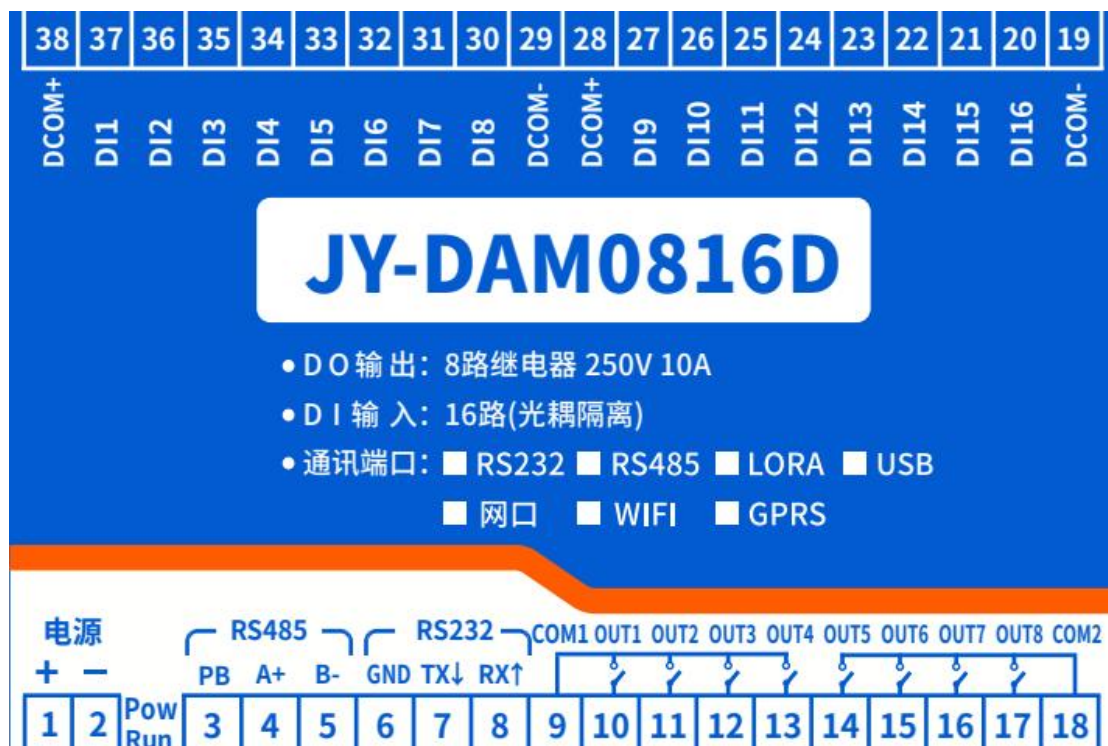 38 37 36 35 34 33 32 31 30 29 28 27 26 25 24 23 22 21 20 19
DCOM+ DI1 DI2 DI3 DI4 DI5 DI6 DI7 DI8 DCOM- DCOM+ DI9 DI10 DI11 DI12 DI13 DI14 DI15 DI16 DCOM-
JY-DAM0816D
• DO输出：8路继电器 250V 10A
• DI输入：16路(光耦隔离)
• 通讯端口：■ RS232 ■ RS485 ■ LORA ■ USB
■ 网口 ■ WIFI ■ GPRS
电源 RS485 RS232 COM1 OUT1 OUT2 OUT3 OUT4 OUT5 OUT6 OUT7 OUT8 COM2
+ − PB A+ B- GND TX↓ RX↑
1 2 Pow 3 4 5 6 7 8 9 10 11 12 13 14 15 16 17 18
Run